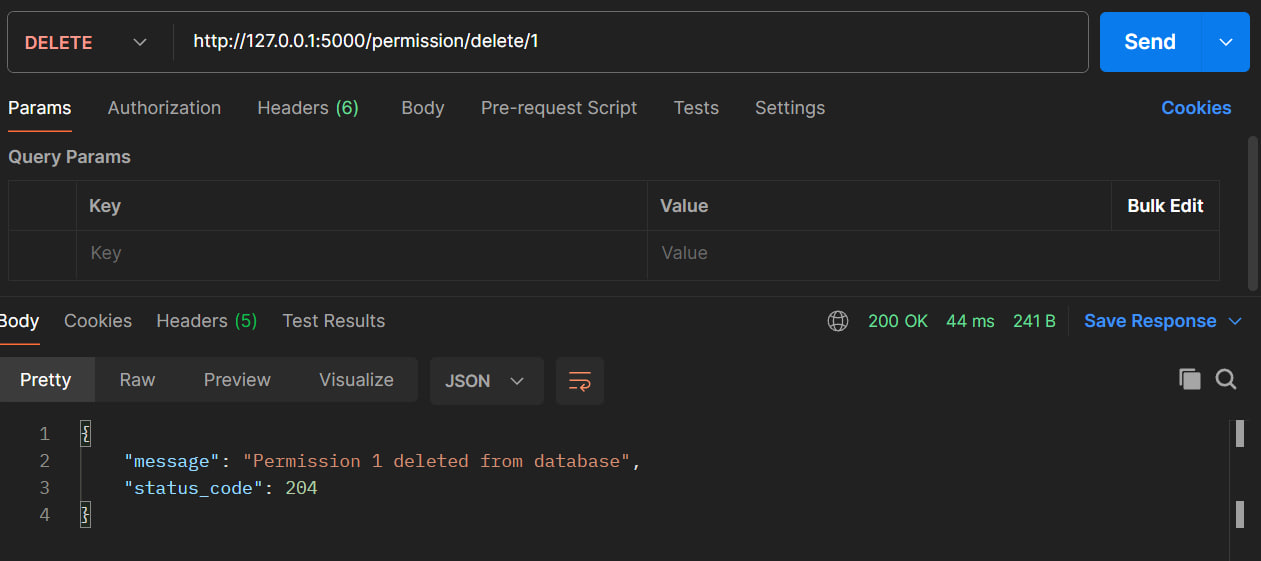 DELETE http://127.0.0.1:5000/permission/delete/1 Send
Params Authorization Headers (6) Body Pre-request Script Tests Settings Cookies
Query Params
Key Value Bulk Edit
Key Value
Body Cookies Headers (5) Test Results 200 OK 44 ms 241 B Save Response
Pretty Raw Preview Visualize JSON
1 {
2 "message": "Permission 1 deleted from database",
3 "status_code": 204
4 }